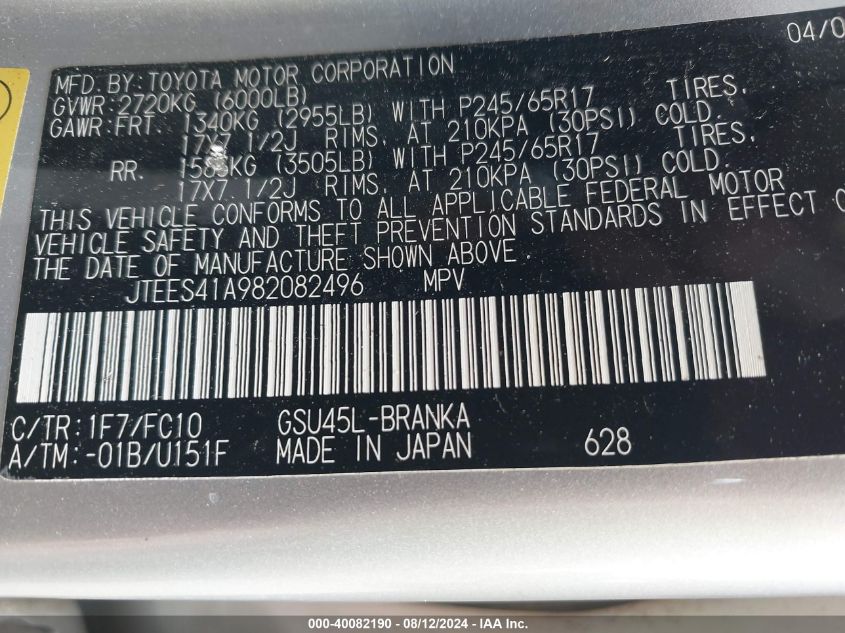 04/0
MFD. BY: TOYOTA MOTOR CORPORATION
GVWR: 2720KG (6000LB)
GAWR: FRT. 1340KG (2955LB) WITH P245/65R17 TIRES,
17X7 1/2J RIMS, AT 210KPA (30PSI) COLD.
RR. (3505LB) WITH P245/65R17 TIRES,
17X7 1/2J RIMS, AT 210KPA (30PSI) COLD.
THIS VEHICLE CONFORMS TO ALL APPLICABLE FEDERAL MOTOR
VEHICLE SAFETY AND THEFT PREVENTION STANDARDS IN EFFECT O
THE DATE OF MANUFACTURE SHOWN ABOVE
JTEES41A982082496 MPV
C/TR: 1F7/FC10 GSU45L-BRANKA
A/TM: -01B/U151F MADE IN JAPAN 628
000-40082190 - 08/12/2024 - IAA Inc.